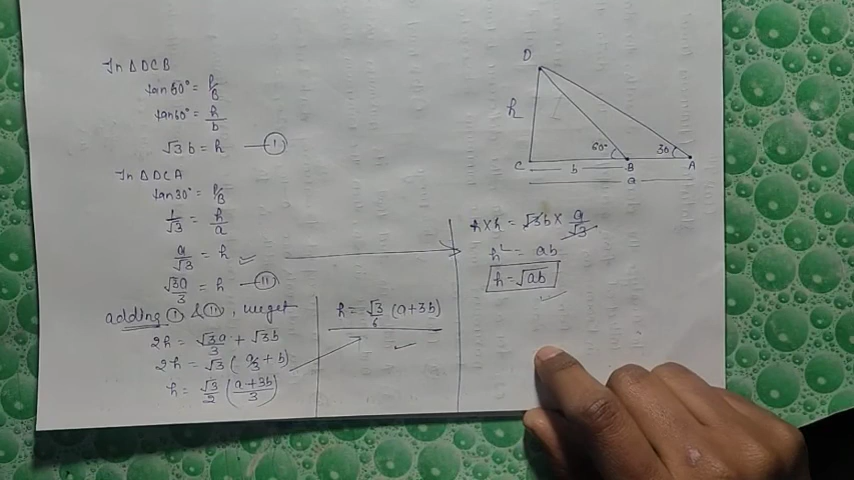 In ΔDCB
tan60° = P/B
tan60° = h/b
√3 b = h —(I)
In ΔDCA
tan30° = P/B
1/√3 = h/a
a/√3 = h ✓
√3a/3 = h —(II)
adding (I) & (II), we get
2h = √3a/3 + √3b
2h = √3 (a/3 + b)
h = √3/2 (a+3b/3)
h = √3/6 (a+3b)
✓
D
h
60°
30
C
b
B
A
a
h×h = √3b × a/√3
h² = ab
h = √ab
✓